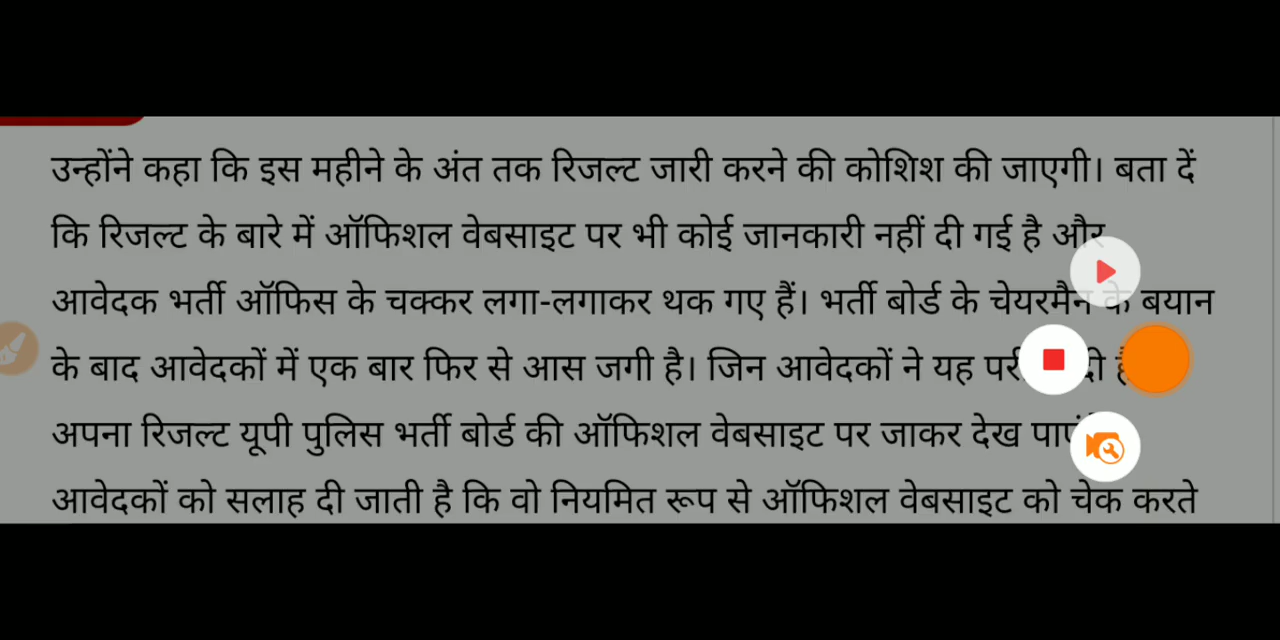 उन्होंने कहा कि इस महीने के अंत तक रिजल्ट जारी करने की कोशिश की जाएगी। बता दें
कि रिजल्ट के बारे में ऑफिशल वेबसाइट पर भी कोई जानकारी नहीं दी गई है और
आवेदक भर्ती ऑफिस के चक्कर लगा-लगाकर थक गए हैं। भर्ती बोर्ड के चेयरमैन के बयान
के बाद आवेदकों में एक बार फिर से आस जगी है। जिन आवेदकों ने यह दी
अपना रिजल्ट यूपी पुलिस भर्ती बोर्ड की ऑफिशल वेबसाइट पर जाकर देख
आवेदकों को सलाह दी जाती है कि वो नियमित रूप से ऑफिशल वेबसाइट को चेक करते